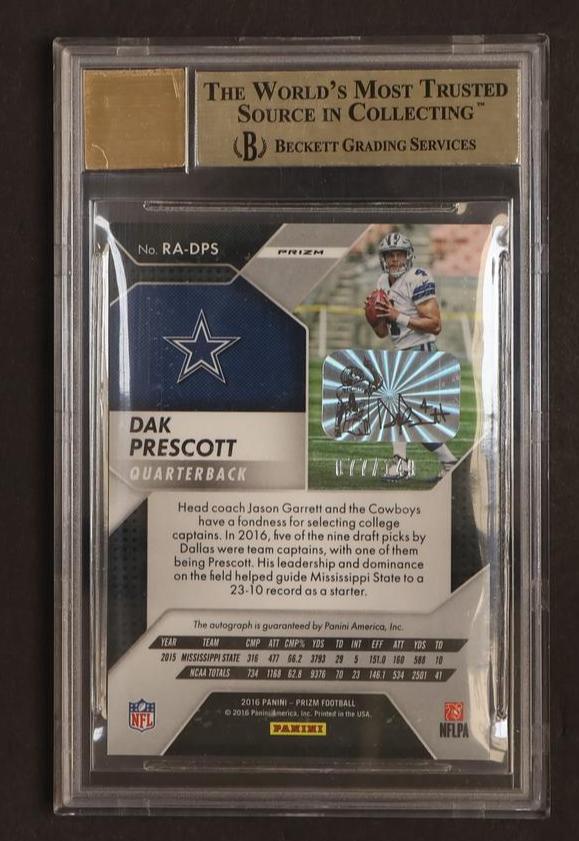 THE WORLD'S MOST TRUSTED
SOURCE IN COLLECTING™
B BECKETT GRADING SERVICES
No. RA-DPS
PRIZM
DAK
PRESCOTT
QUARTERBACK
Head coach Jason Garrett and the Cowboys
have a fondness for selecting college
captains. In 2016, five of the nine draft picks by
Dallas were team captains, with one of them
being Prescott. His leadership and dominance
on the field helped guide Mississippi State to a
23-10 record as a starter.
The autograph is guaranteed by Panini America, Inc.
YEAR TEAM CMP ATT CMP% YDS TD INT EFF ATT YDS TD
2015 MISSISSIPPI STATE 316 477 66.2 3793 29 5 151.0 160 588 10
NCAA TOTALS 734 1168 62.8 9376 70 23 146.1 534 2501 41
2016 PANINI – PRIZM FOOTBALL
© 2016 Panini America, Inc. Printed in the USA.
PANINI
NFL
NFLPA